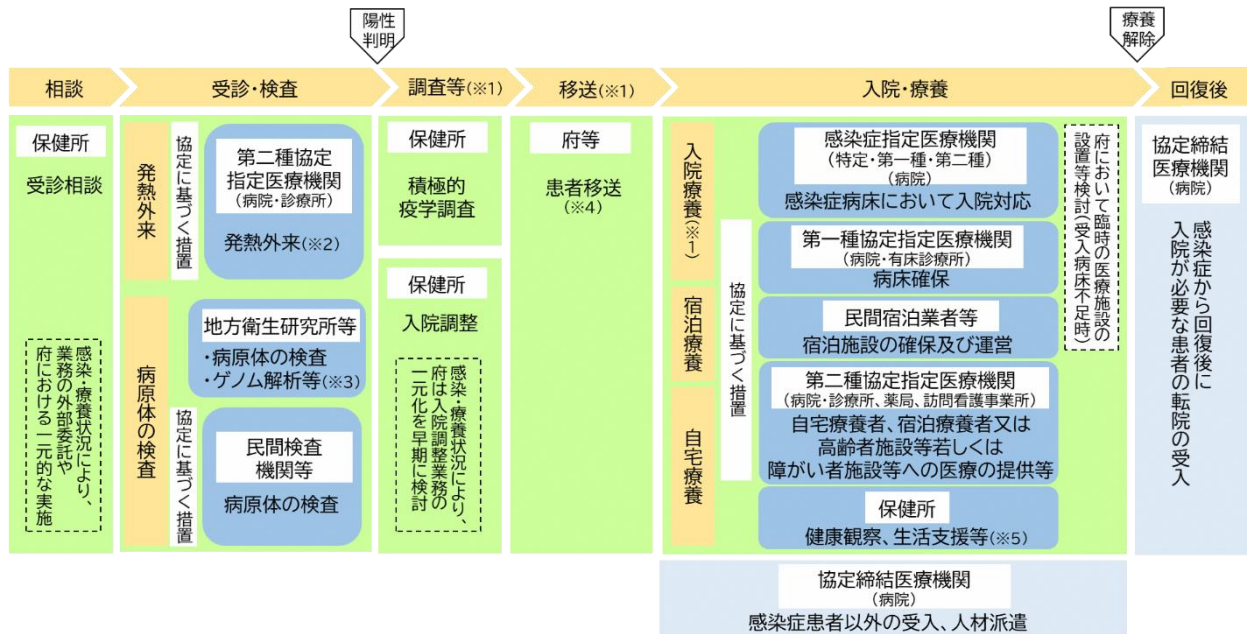 陽性
判明
療養
解除
相談
受診・検査
調査等(※1)
移送(※1)
入院・療養
回復後
保健所
受診相談
感染・療養状況により、
業務の外部委託や
府における一元的な実施
発熱外来
協定に基づく措置
第二種協定
指定医療機関
(病院・診療所)
発熱外来(※2)
病原体の検査
地方衛生研究所等
・病原体の検査
・ゲノム解析等(※3)
協定に基づく措置
民間検査
機関等
病原体の検査
保健所
積極的
疫学調査
保健所
入院調整
感染・療養状況により、
府は入院調整業務の
一元化を早期に検討
府等
患者移送
(※4)
入院療養(※1)
宿泊療養
自宅療養
協定に基づく措置
感染症指定医療機関
(特定・第一種・第二種)
(病院)
感染症病床において入院対応
第一種協定指定医療機関
(病院・有床診療所)
病床確保
民間宿泊業者等
宿泊施設の確保及び運営
第二種協定指定医療機関
(病院・診療所、薬局、訪問看護事業所)
自宅療養者、宿泊療養者又は
高齢者施設等若しくは
障がい者施設等への医療の提供等
保健所
健康観察、生活支援等(※5)
府において臨時の医療施設の
設置等検討(受入病床不足時)
協定締結医療機関
(病院)
感染症患者以外の受入、人材派遣
協定締結
医療機関
(病院)
感染症から回復後に
入院が必要な患者の転院の受入